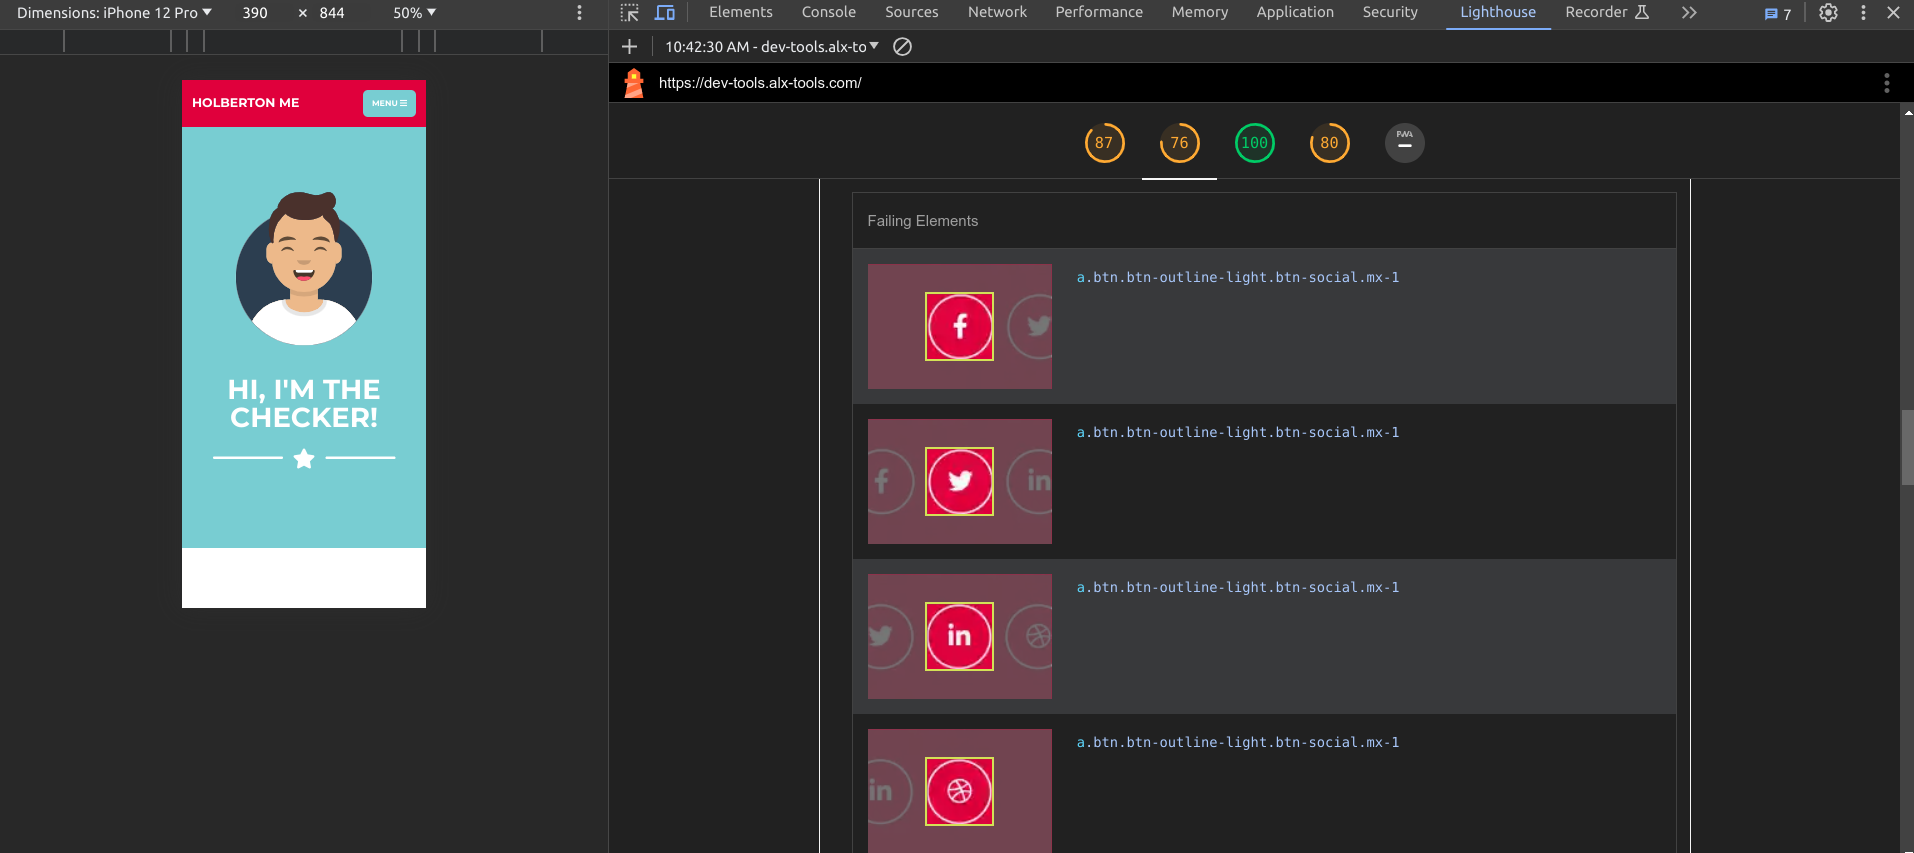 Dimensions: iPhone 12 Pro 390 × 844 50%
Elements Console Sources Network Performance Memory Application Security Lighthouse Recorder 7
10:42:30 AM - dev-tools.alx-to
https://dev-tools.alx-tools.com/
HOLBERTON ME MENU
HI, I'M THE
CHECKER!
87 76 100 80 PWA
Failing Elements
f
a.btn.btn-outline-light.btn-social.mx-1
f in
a.btn.btn-outline-light.btn-social.mx-1
in
a.btn.btn-outline-light.btn-social.mx-1
in
a.btn.btn-outline-light.btn-social.mx-1